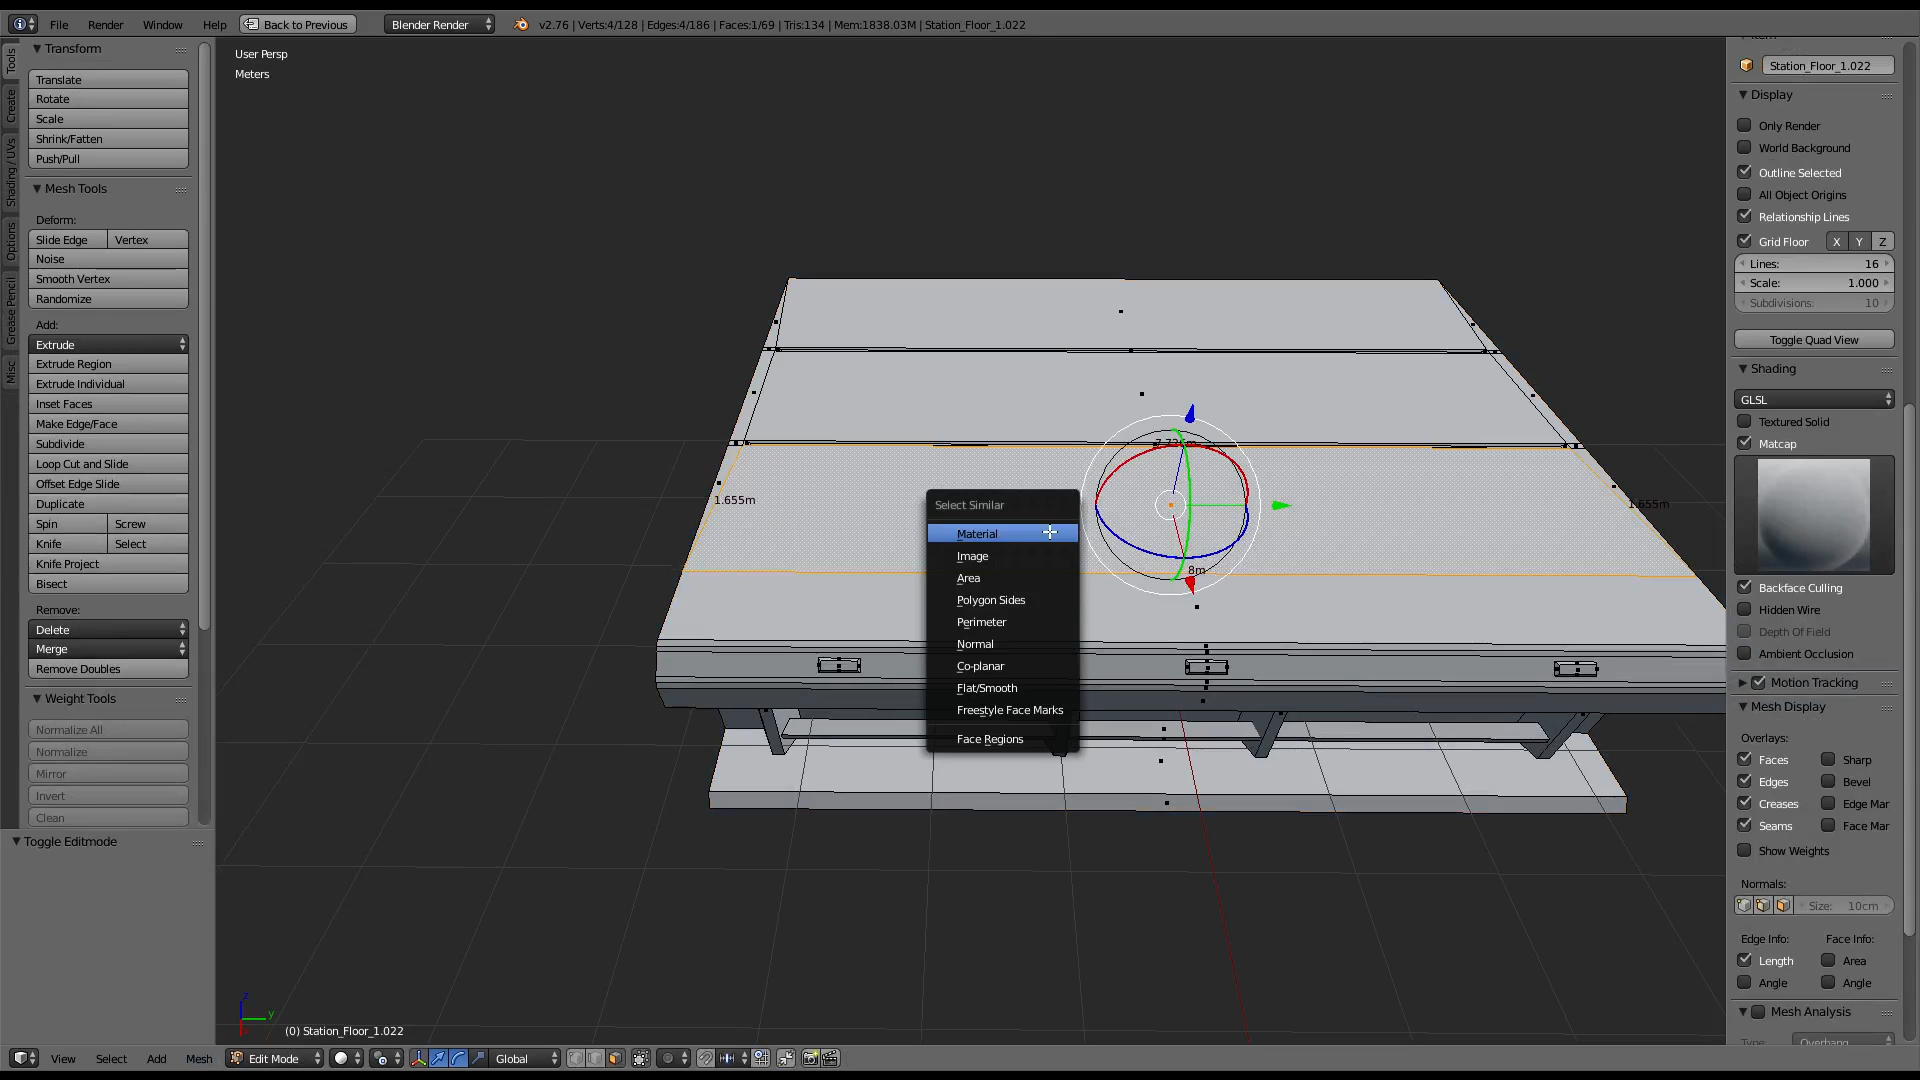 File Render Window Help Back to Previous Blender Render v2.76 | Verts:4/128 | Edges:4/186 | Faces:1/69 | Tris:134 | Mem:1838.03M | Station_Floor_1.022
Tools
Create
Shading / UVs
Options
Grease Pencil
Misc
Transform
Translate
Rotate
Scale
Shrink/Fatten
Push/Pull
Mesh Tools
Deform:
Slide Edge Vertex
Noise
Smooth Vertex
Randomize
Add:
Extrude
Extrude Region
Extrude Individual
Inset Faces
Make Edge/Face
Subdivide
Loop Cut and Slide
Offset Edge Slide
Duplicate
Spin Screw
Knife Select
Knife Project
Bisect
Remove:
Delete
Merge
Remove Doubles
Weight Tools
Normalize All
Normalize
Mirror
Invert
Clean
Toggle Editmode
User Persp
Meters
1.655m
1.655m
8m
Select Similar
Material
Image
Area
Polygon Sides
Perimeter
Normal
Co-planar
Flat/Smooth
Freestyle Face Marks
Face Regions
z
y
(0) Station_Floor_1.022
View Select Add Mesh Edit Mode Global
Station_Floor_1.022
Display
Only Render
World Background
Outline Selected
All Object Origins
Relationship Lines
Grid Floor X Y Z
Lines: 16
Scale: 1.000
Subdivisions: 10
Toggle Quad View
Shading
GLSL
Textured Solid
Matcap
Backface Culling
Hidden Wire
Depth Of Field
Ambient Occlusion
Motion Tracking
Mesh Display
Overlays:
Faces Sharp
Edges Bevel
Creases Edge Mar
Seams Face Mar
Show Weights
Normals:
Size: 10cm
Edge Info: Face Info:
Length Area
Angle Angle
Mesh Analysis
Type: Overhang